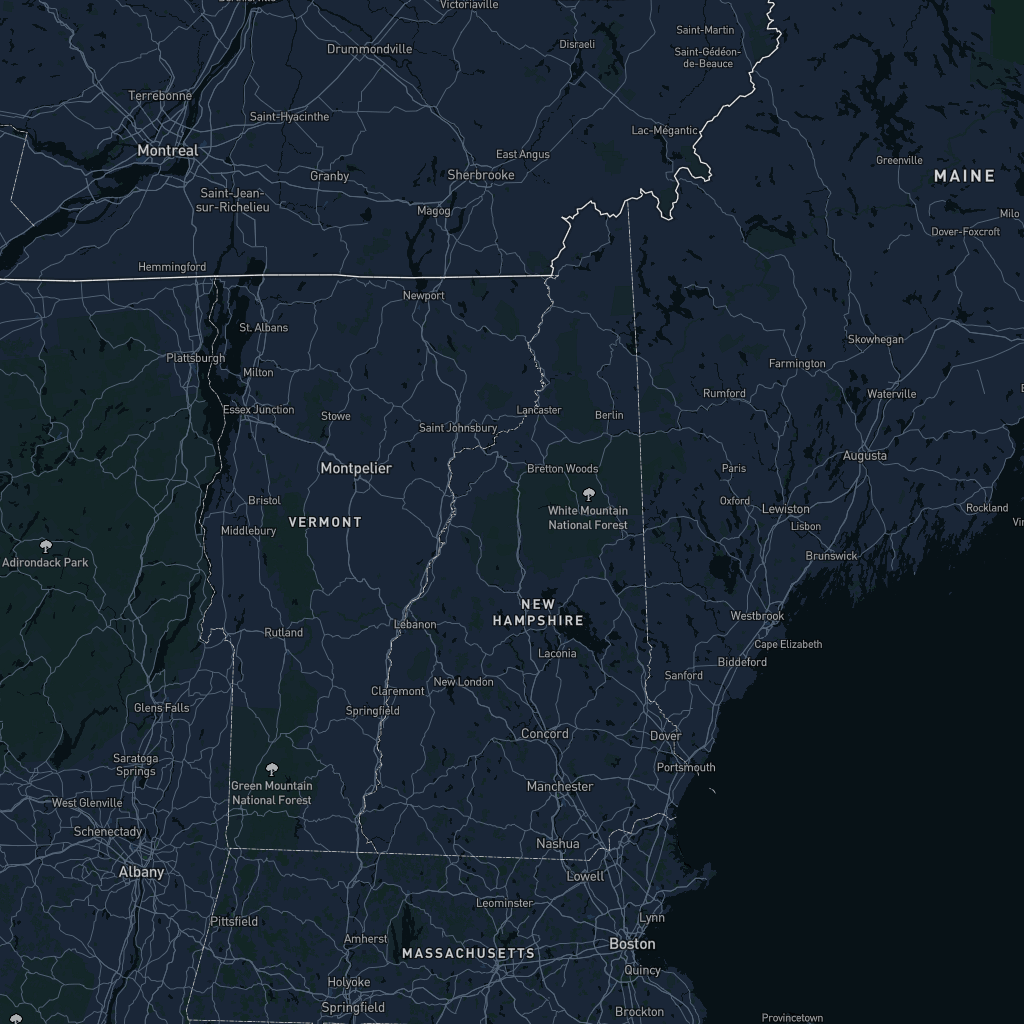 Victoriaville
Saint-Martin
Drummondville
Disraeli
Saint-Gédéon-
de-Beauce
Terrebonne
Saint-Hyacinthe
Lac-Mégantic
Montreal
East Angus
Greenville
Granby
Sherbrooke
MAINE
Saint-Jean-
sur-Richelieu
Magog
Milo
Dover-Foxcroft
Hemmingford
Newport
St. Albans
Skowhegan
Plattsburgh
Farmington
Milton
Rumford
Waterville
Essex Junction
Stowe
Lancaster
Berlin
Saint Johnsbury
Augusta
Montpelier
Bretton Woods
Paris
Bristol
Oxford
Lewiston
Rockland
White Mountain
National Forest
VERMONT
Lisbon
Middlebury
Brunswick
Adirondack Park
NEW
HAMPSHIRE
Westbrook
Lebanon
Rutland
Cape Elizabeth
Laconia
Biddeford
Sanford
New London
Claremont
Glens Falls
Springfield
Concord
Dover
Saratoga
Springs
Portsmouth
Green Mountain
National Forest
Manchester
West Glenville
Schenectady
Nashua
Albany
Lowell
Leominster
Lynn
Pittsfield
Amherst
Boston
MASSACHUSETTS
Quincy
Holyoke
Springfield
Brockton
Provincetown